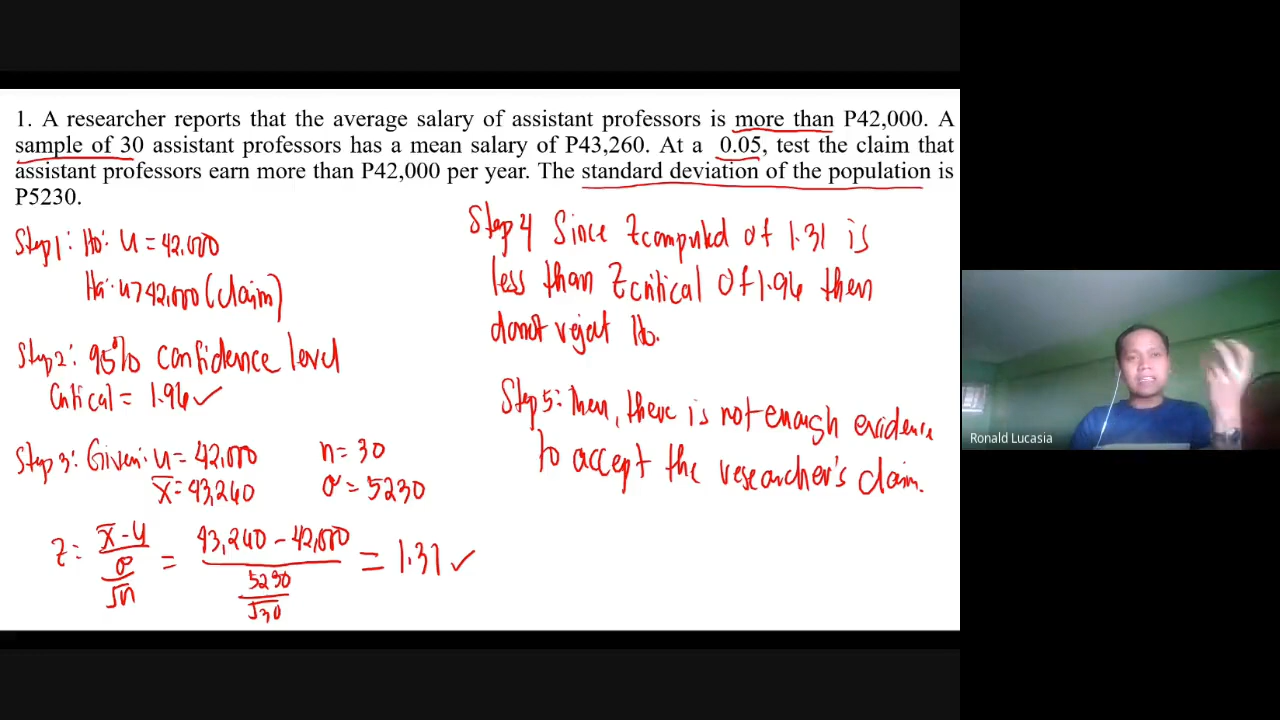 1. A researcher reports that the average salary of assistant professors is more than P42,000. A
sample of 30 assistant professors has a mean salary of P43,260. At a 0.05, test the claim that
assistant professors earn more than P42,000 per year. The standard deviation of the population is
P5230.
Step 1: Ho: u = 42,000
Ha: u > 42,000 (claim)
Step 2: 95% confidence level
Critical = 1.96 ✓
Step 3: Given: u = 42,000 n = 30
x̄ = 43,260 σ = 5230
z = (x̄ - u)/(σ/√n) = (43,260 - 42,000)/(5230/√30) = 1.31 ✓
Step 4 Since Zcomputed of 1.31 is
less than Zcritical of 1.96 then
do not reject Ho.
Step 5: Then, there is not enough evidence
to accept the researcher's claim.
Ronald Lucasia